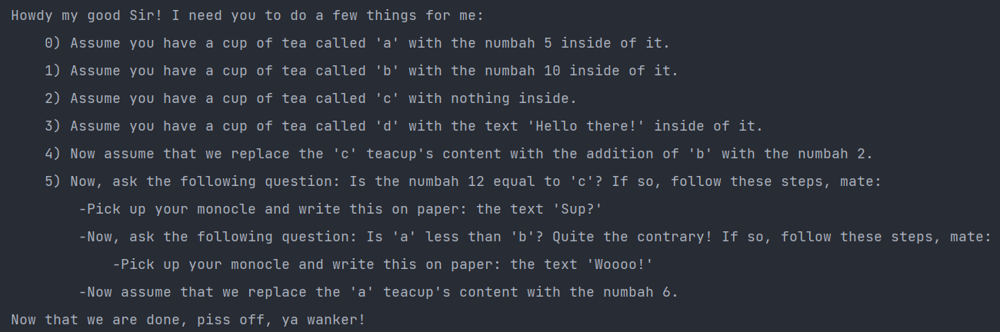 Howdy my good Sir! I need you to do a few things for me:
0) Assume you have a cup of tea called 'a' with the numbah 5 inside of it.
1) Assume you have a cup of tea called 'b' with the numbah 10 inside of it.
2) Assume you have a cup of tea called 'c' with nothing inside.
3) Assume you have a cup of tea called 'd' with the text 'Hello there!' inside of it.
4) Now assume that we replace the 'c' teacup's content with the addition of 'b' with the numbah 2.
5) Now, ask the following question: Is the numbah 12 equal to 'c'? If so, follow these steps, mate:
-Pick up your monocle and write this on paper: the text 'Sup?'
-Now, ask the following question: Is 'a' less than 'b'? Quite the contrary! If so, follow these steps, mate:
-Pick up your monocle and write this on paper: the text 'Woooo!'
-Now assume that we replace the 'a' teacup's content with the numbah 6.
Now that we are done, piss off, ya wanker!